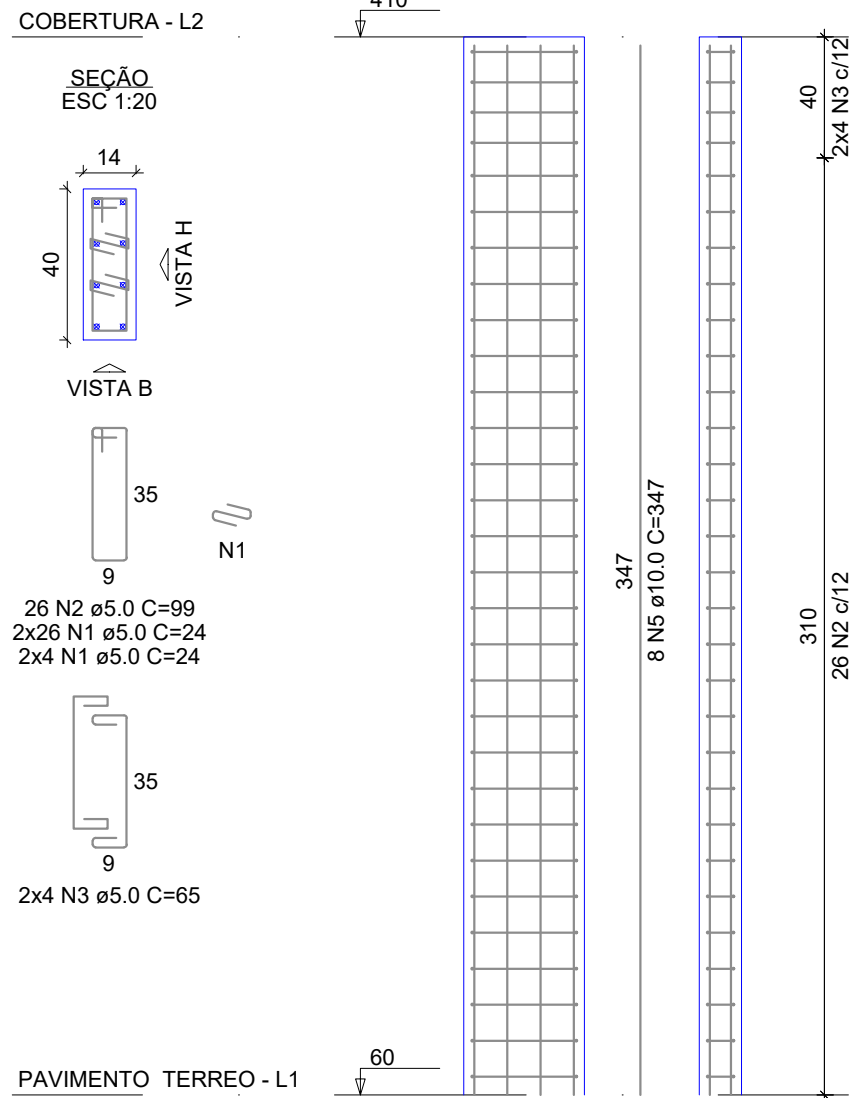 410
COBERTURA - L2
SEÇÃO
ESC 1:20
14
40
VISTA H
VISTA B
35
9
N1
26 N2 ø5.0 C=99
2x26 N1 ø5.0 C=24
2x4 N1 ø5.0 C=24
35
9
2x4 N3 ø5.0 C=65
347
8 N5 ø10.0 C=347
40
2x4 N3 c/12
310
26 N2 c/12
60
PAVIMENTO TERREO - L1